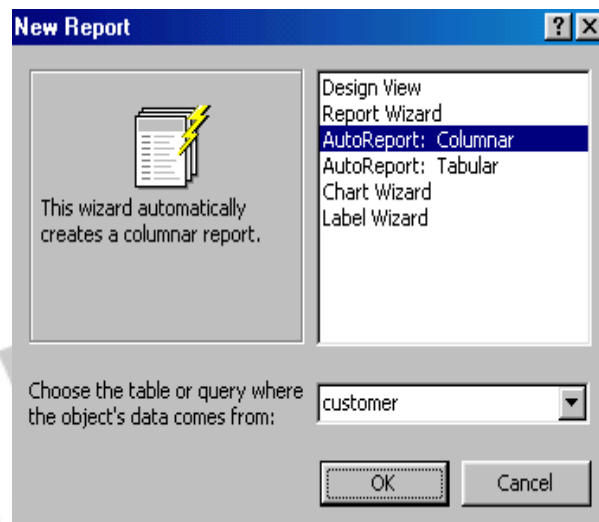 New Report
This wizard automatically
creates a columnar report.
Design View
Report Wizard
AutoReport: Columnar
AutoReport: Tabular
Chart Wizard
Label Wizard
Choose the table or query where
the object's data comes from:
customer
OK
Cancel